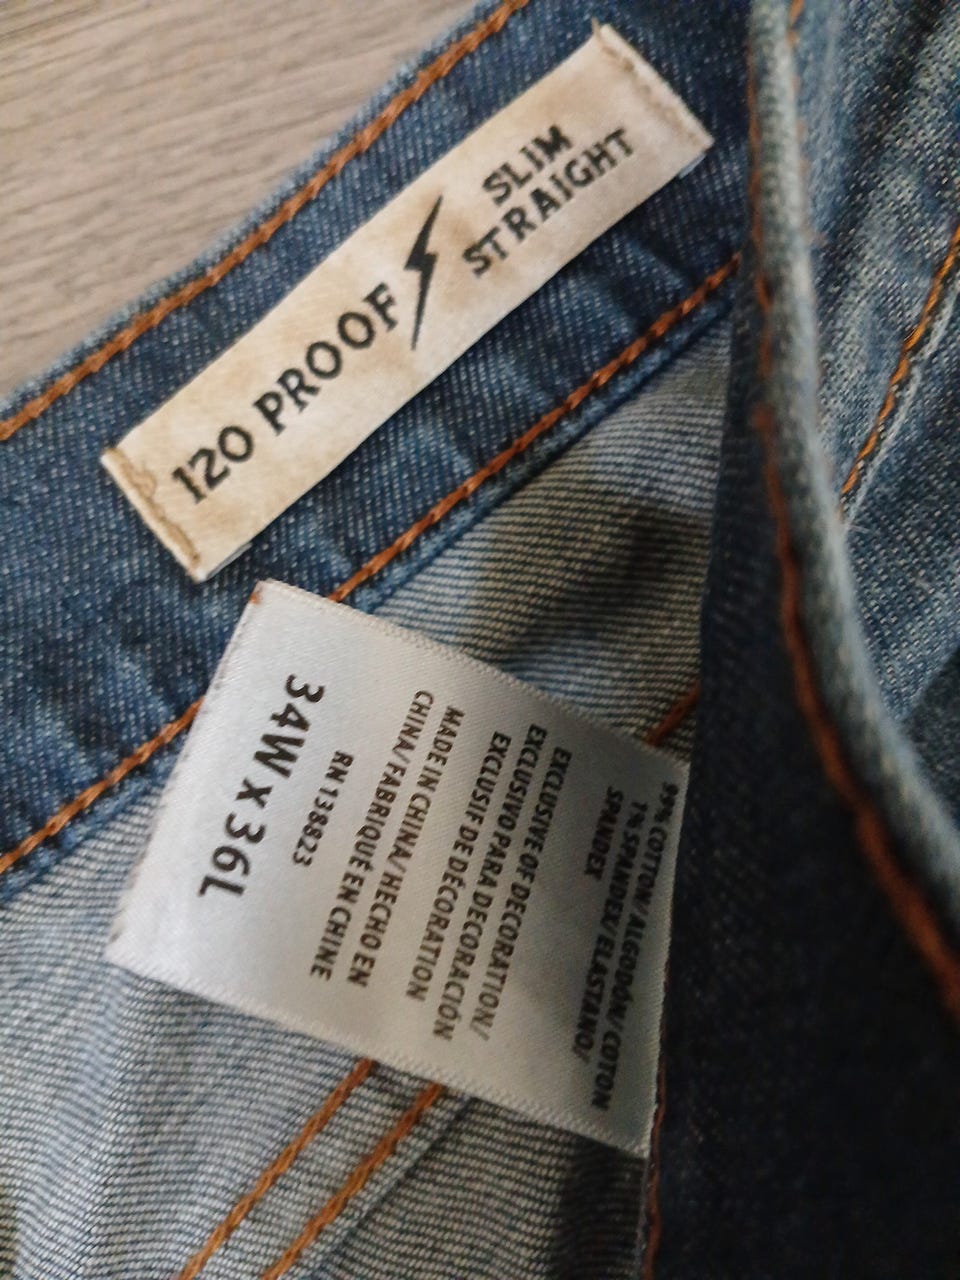 120 PROOF
SLIM
STRAIGHT
34W x 36L
RN 138823
MADE IN CHINA/HECHO EN
CHINA/FABRIQUÉ EN CHINE
EXCLUSIVE OF DECORATION/
EXCLUSIVO PARA DECORACIÓN
EXCLUSIF DE DÉCORATION
99% COTTON/ALGODÓN/COTON
1% SPANDEX/ELASTANO/
SPANDEX